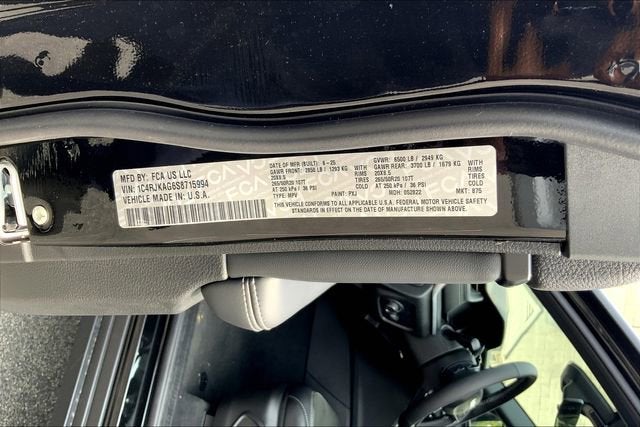 MFD BY: FCA US LLC
VIN: 1C4RJKAG6S8715994
VEHICLE MADE IN: U.S.A.
DATE OF MFR (BUILT): 6-25
GAWR FRONT: 2850 LB / 1293 KG WITH
20X8.5 RIMS
265/50R20 107T TIRES
AT 250 kPa / 36 PSI COLD
TYPE: MPV PAINT: PXJ
GVWR: 6500 LB / 2949 KG
GAWR REAR: 3700 LB / 1679 KG WITH
20X8.5 RIMS
265/50R20 107T TIRES
AT 250 kPa / 36 PSI COLD
MDH: 052822 MKT: 875
THIS VEHICLE CONFORMS TO ALL APPLICABLE U.S.A. FEDERAL MOTOR VEHICLE SAFETY
STANDARDS IN EFFECT ON THE DATE OF MANUFACTURE SHOWN ABOVE.